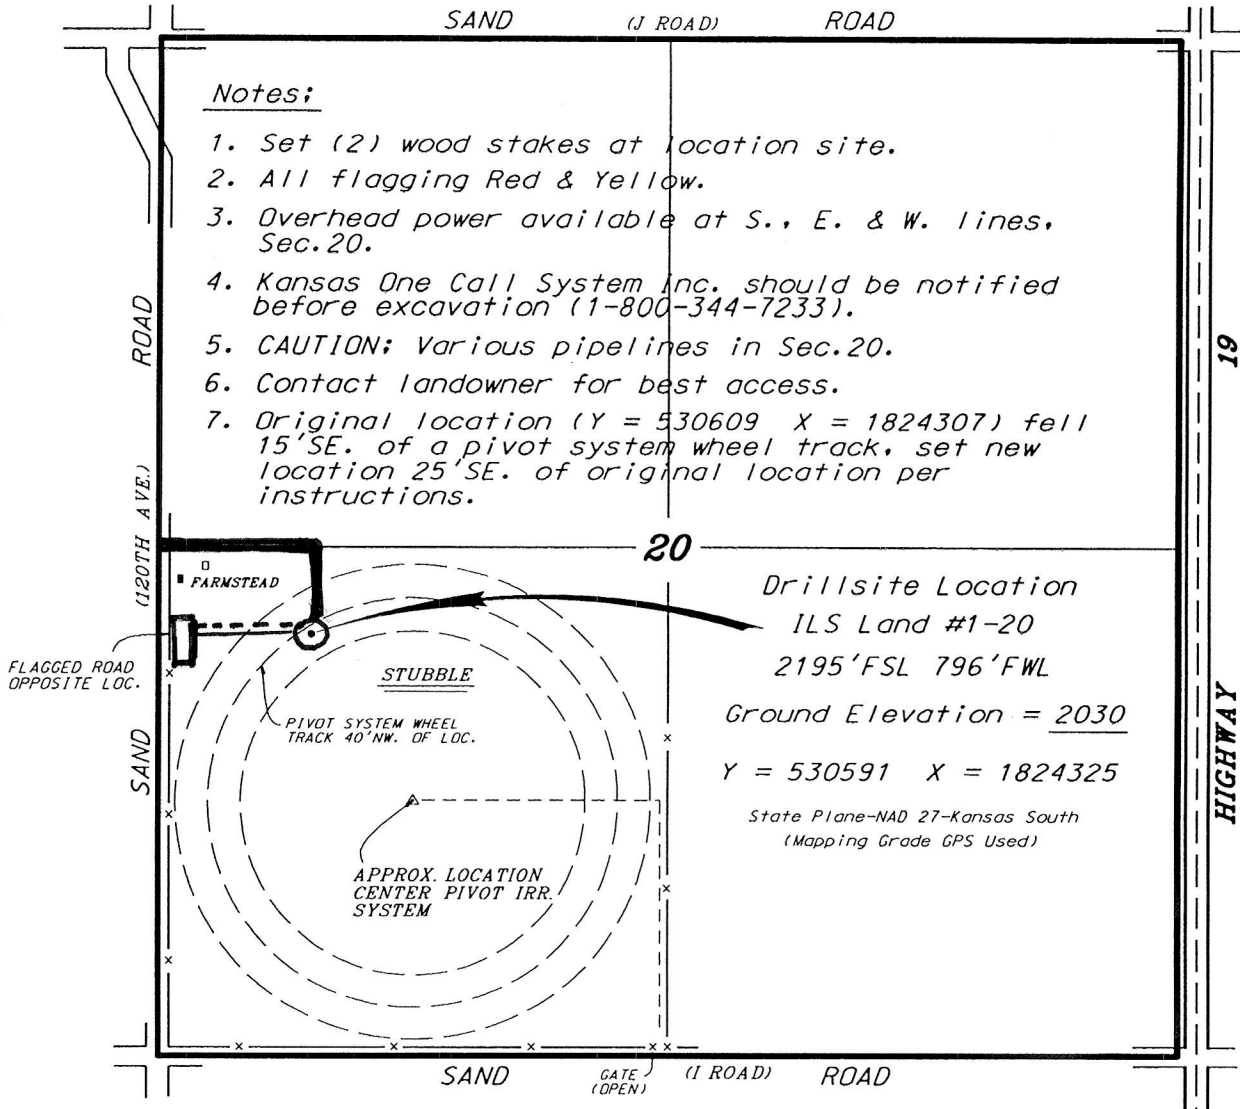 SAND (J ROAD) ROAD
Notes:
1. Set (2) wood stakes at location site.
2. All flagging Red & Yellow.
3. Overhead power available at S., E. & W. lines,
Sec.20.
4. Kansas One Call System Inc. should be notified
before excavation (1-800-344-7233).
5. CAUTION: Various pipelines in Sec.20.
6. Contact landowner for best access.
7. Original location (Y = 530609 X = 1824307) fell
15'SE. of a pivot system wheel track, set new
location 25'SE. of original location per
instructions.
SAND (120TH AVE.) ROAD
HIGHWAY 19
20
FARMSTEAD
FLAGGED ROAD
OPPOSITE LOC.
STUBBLE
PIVOT SYSTEM WHEEL
TRACK 40'NW. OF LOC.
Drillsite Location
ILS Land #1-20
2195'FSL 796'FWL
Ground Elevation = 2030
Y = 530591 X = 1824325
State Plane-NAD 27-Kansas South
(Mapping Grade GPS Used)
APPROX. LOCATION
CENTER PIVOT IRR.
SYSTEM
GATE
(OPEN)
SAND (I ROAD) ROAD